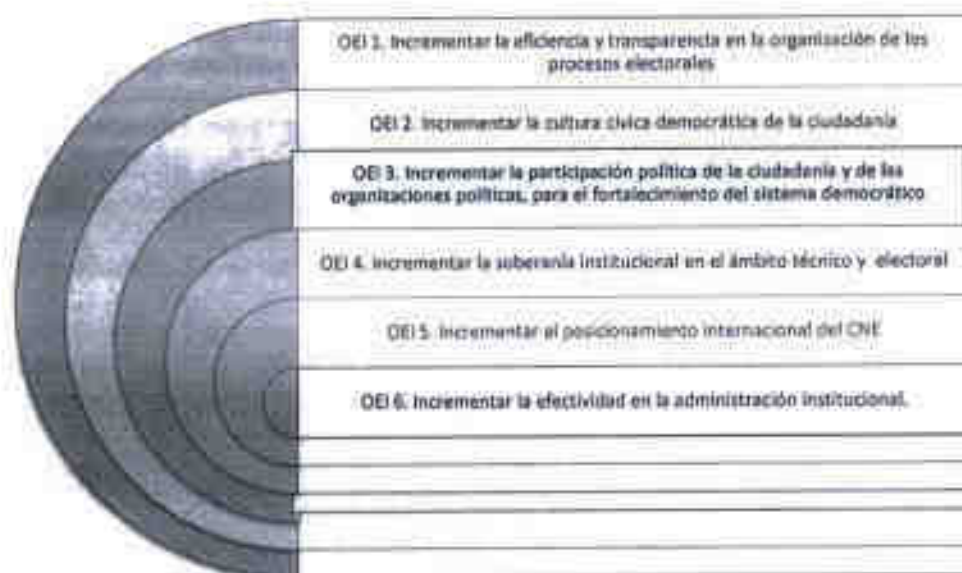 OEI 1. Incrementar la eficiencia y transparencia en la organización de los
procesos electorales
OEI 2. Incrementar la cultura cívica democrática de la ciudadanía
OEI 3. Incrementar la participación política de la ciudadanía y de las
organizaciones políticas, para el fortalecimiento del sistema democrático
OEI 4. Incrementar la soberanía institucional en el ámbito técnico y electoral
OEI 5. Incrementar el posicionamiento internacional del CNE
OEI 6. Incrementar la efectividad en la administración institucional.